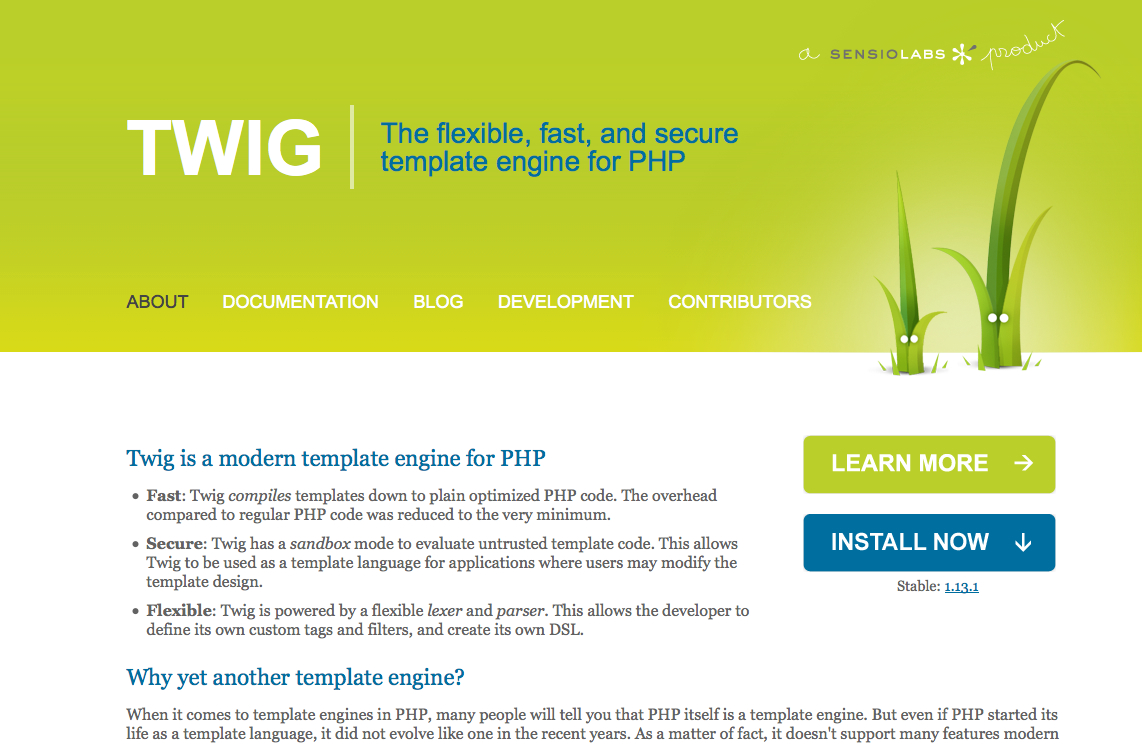 a SENSIOLABS product
TWIG
The flexible, fast, and secure
template engine for PHP
ABOUT DOCUMENTATION BLOG DEVELOPMENT CONTRIBUTORS
Twig is a modern template engine for PHP
• Fast: Twig compiles templates down to plain optimized PHP code. The overhead
compared to regular PHP code was reduced to the very minimum.
• Secure: Twig has a sandbox mode to evaluate untrusted template code. This allows
Twig to be used as a template language for applications where users may modify the
template design.
• Flexible: Twig is powered by a flexible lexer and parser. This allows the developer to
define its own custom tags and filters, and create its own DSL.
LEARN MORE →
INSTALL NOW ↓
Stable: 1.13.1
Why yet another template engine?
When it comes to template engines in PHP, many people will tell you that PHP itself is a template engine. But even if PHP started its
life as a template language, it did not evolve like one in the recent years. As a matter of fact, it doesn't support many features modern